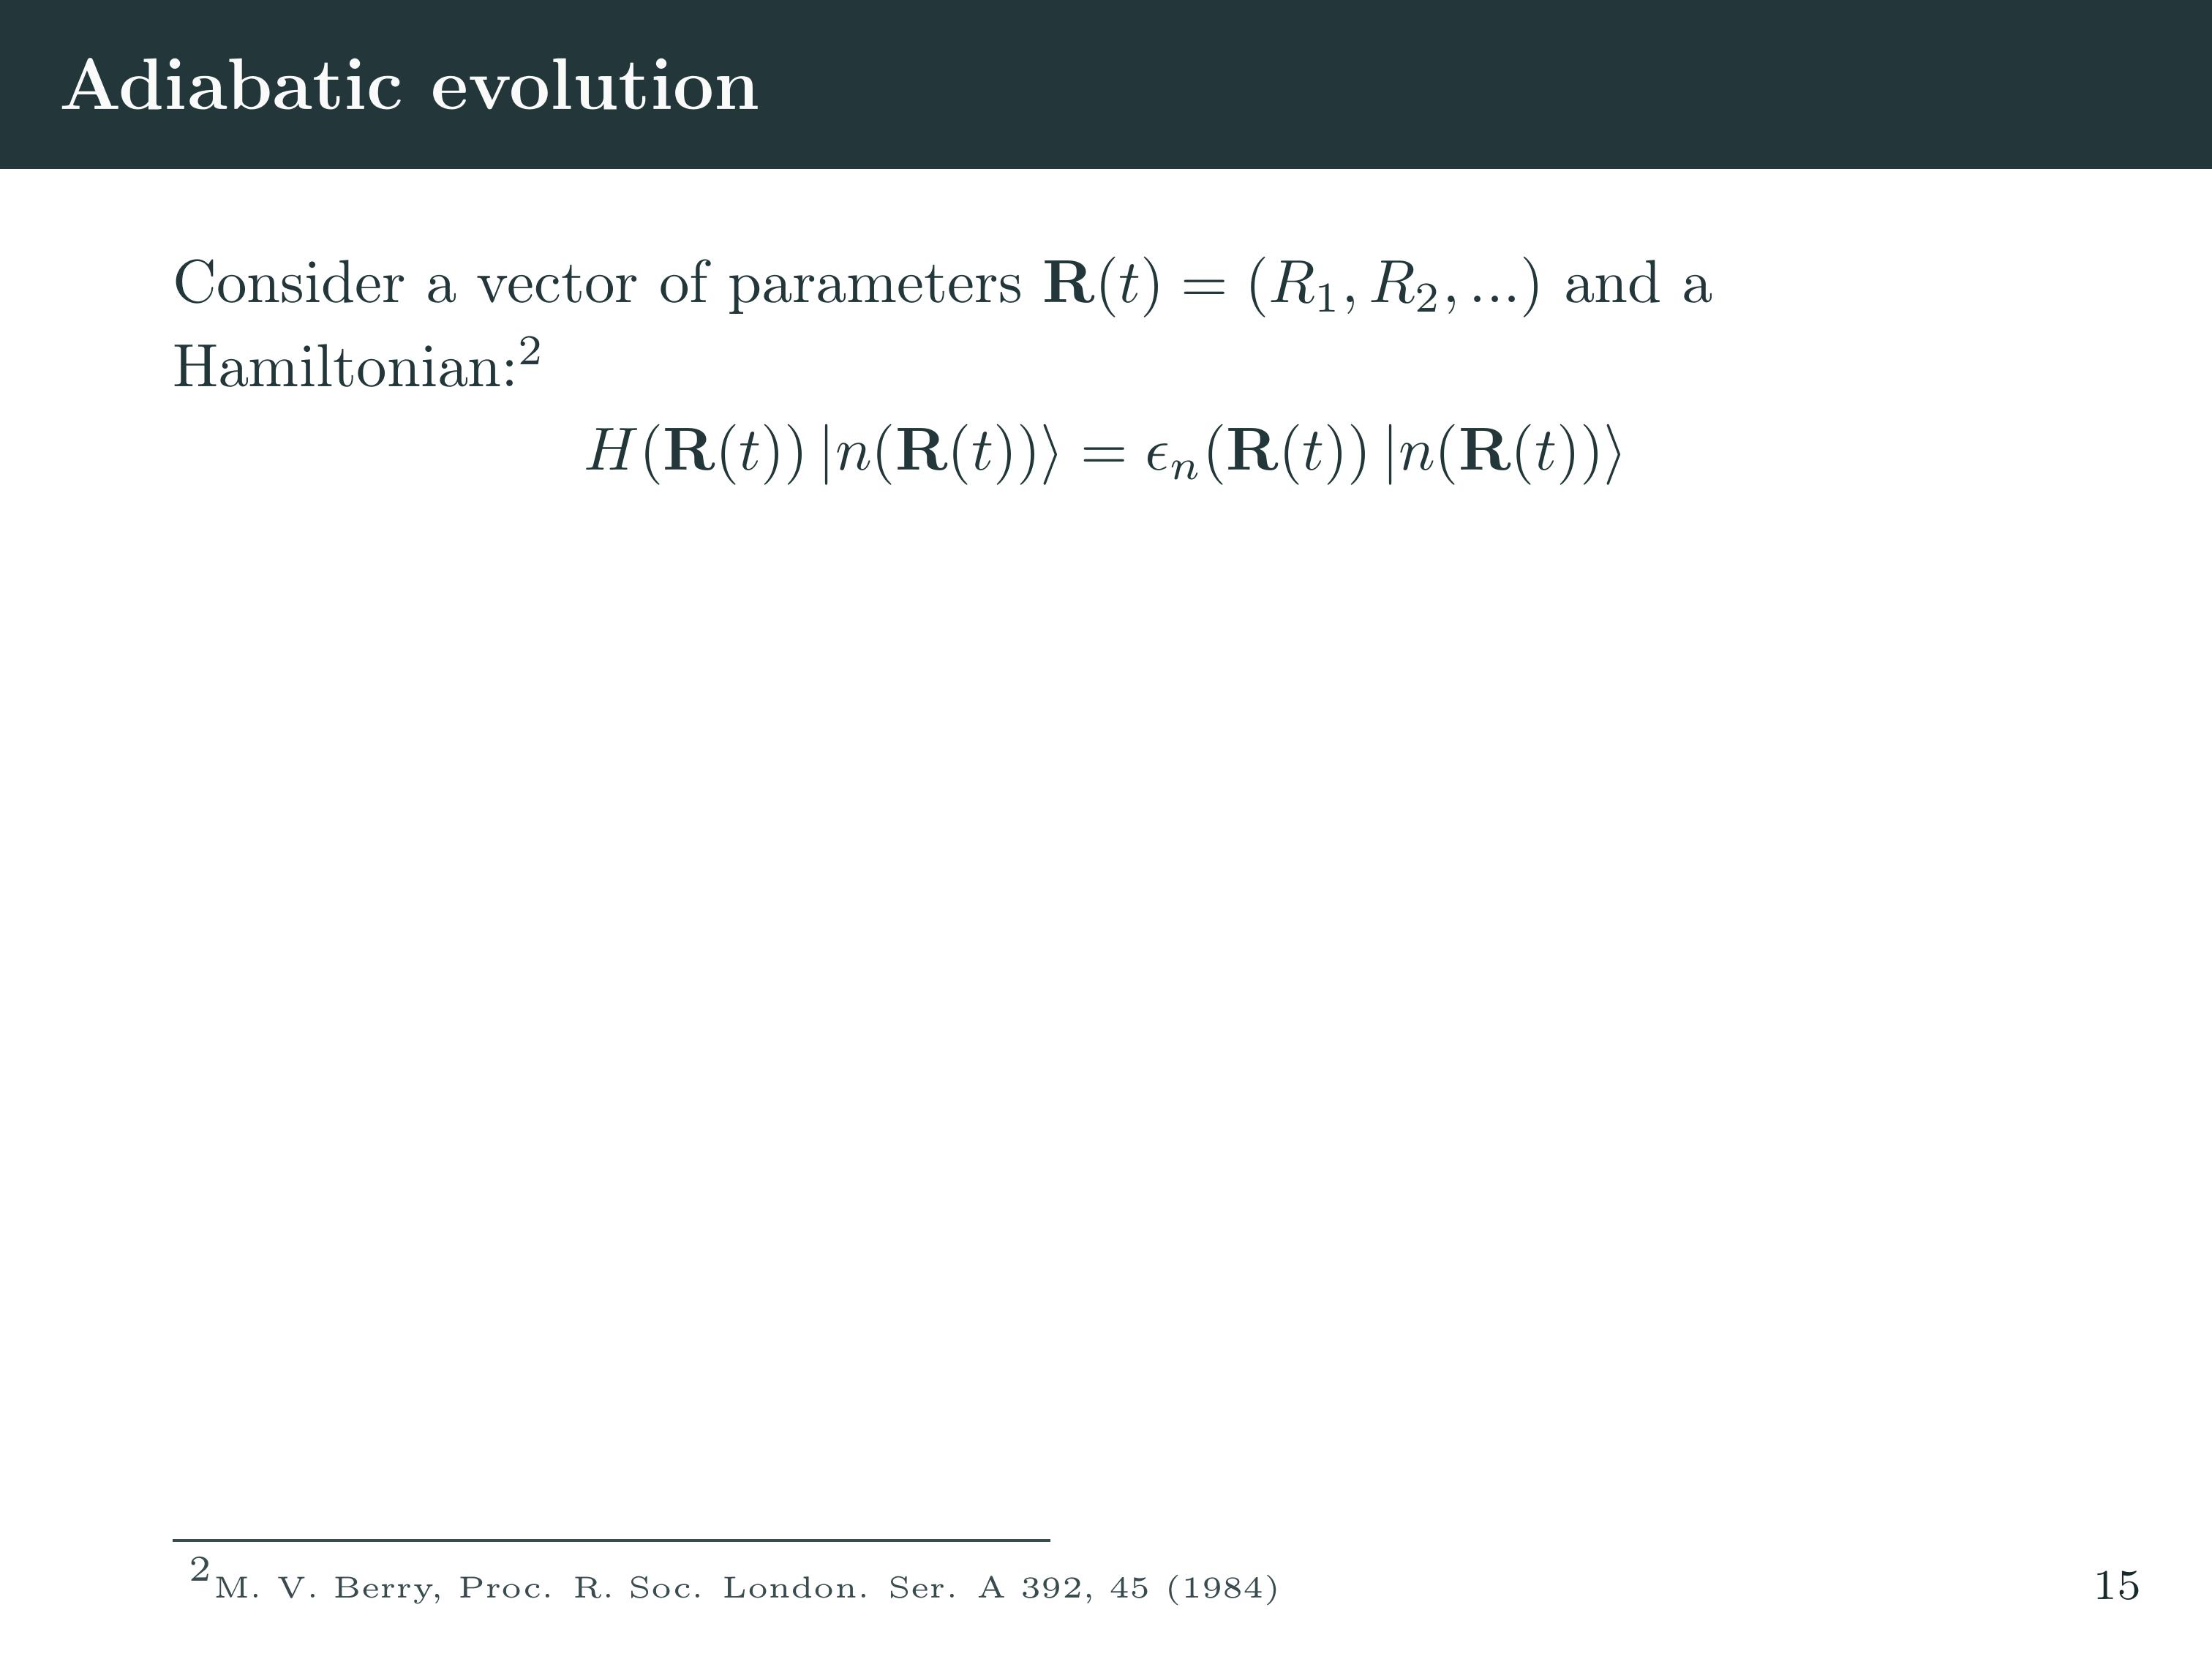 Adiabatic evolution
Consider a vector of parameters R(t) = (R₁, R₂, ...) and a
Hamiltonian:²
H(R(t)) |n(R(t))⟩ = ϵₙ(R(t)) |n(R(t))⟩
²M. V. Berry, Proc. R. Soc. London. Ser. A 392, 45 (1984)
15